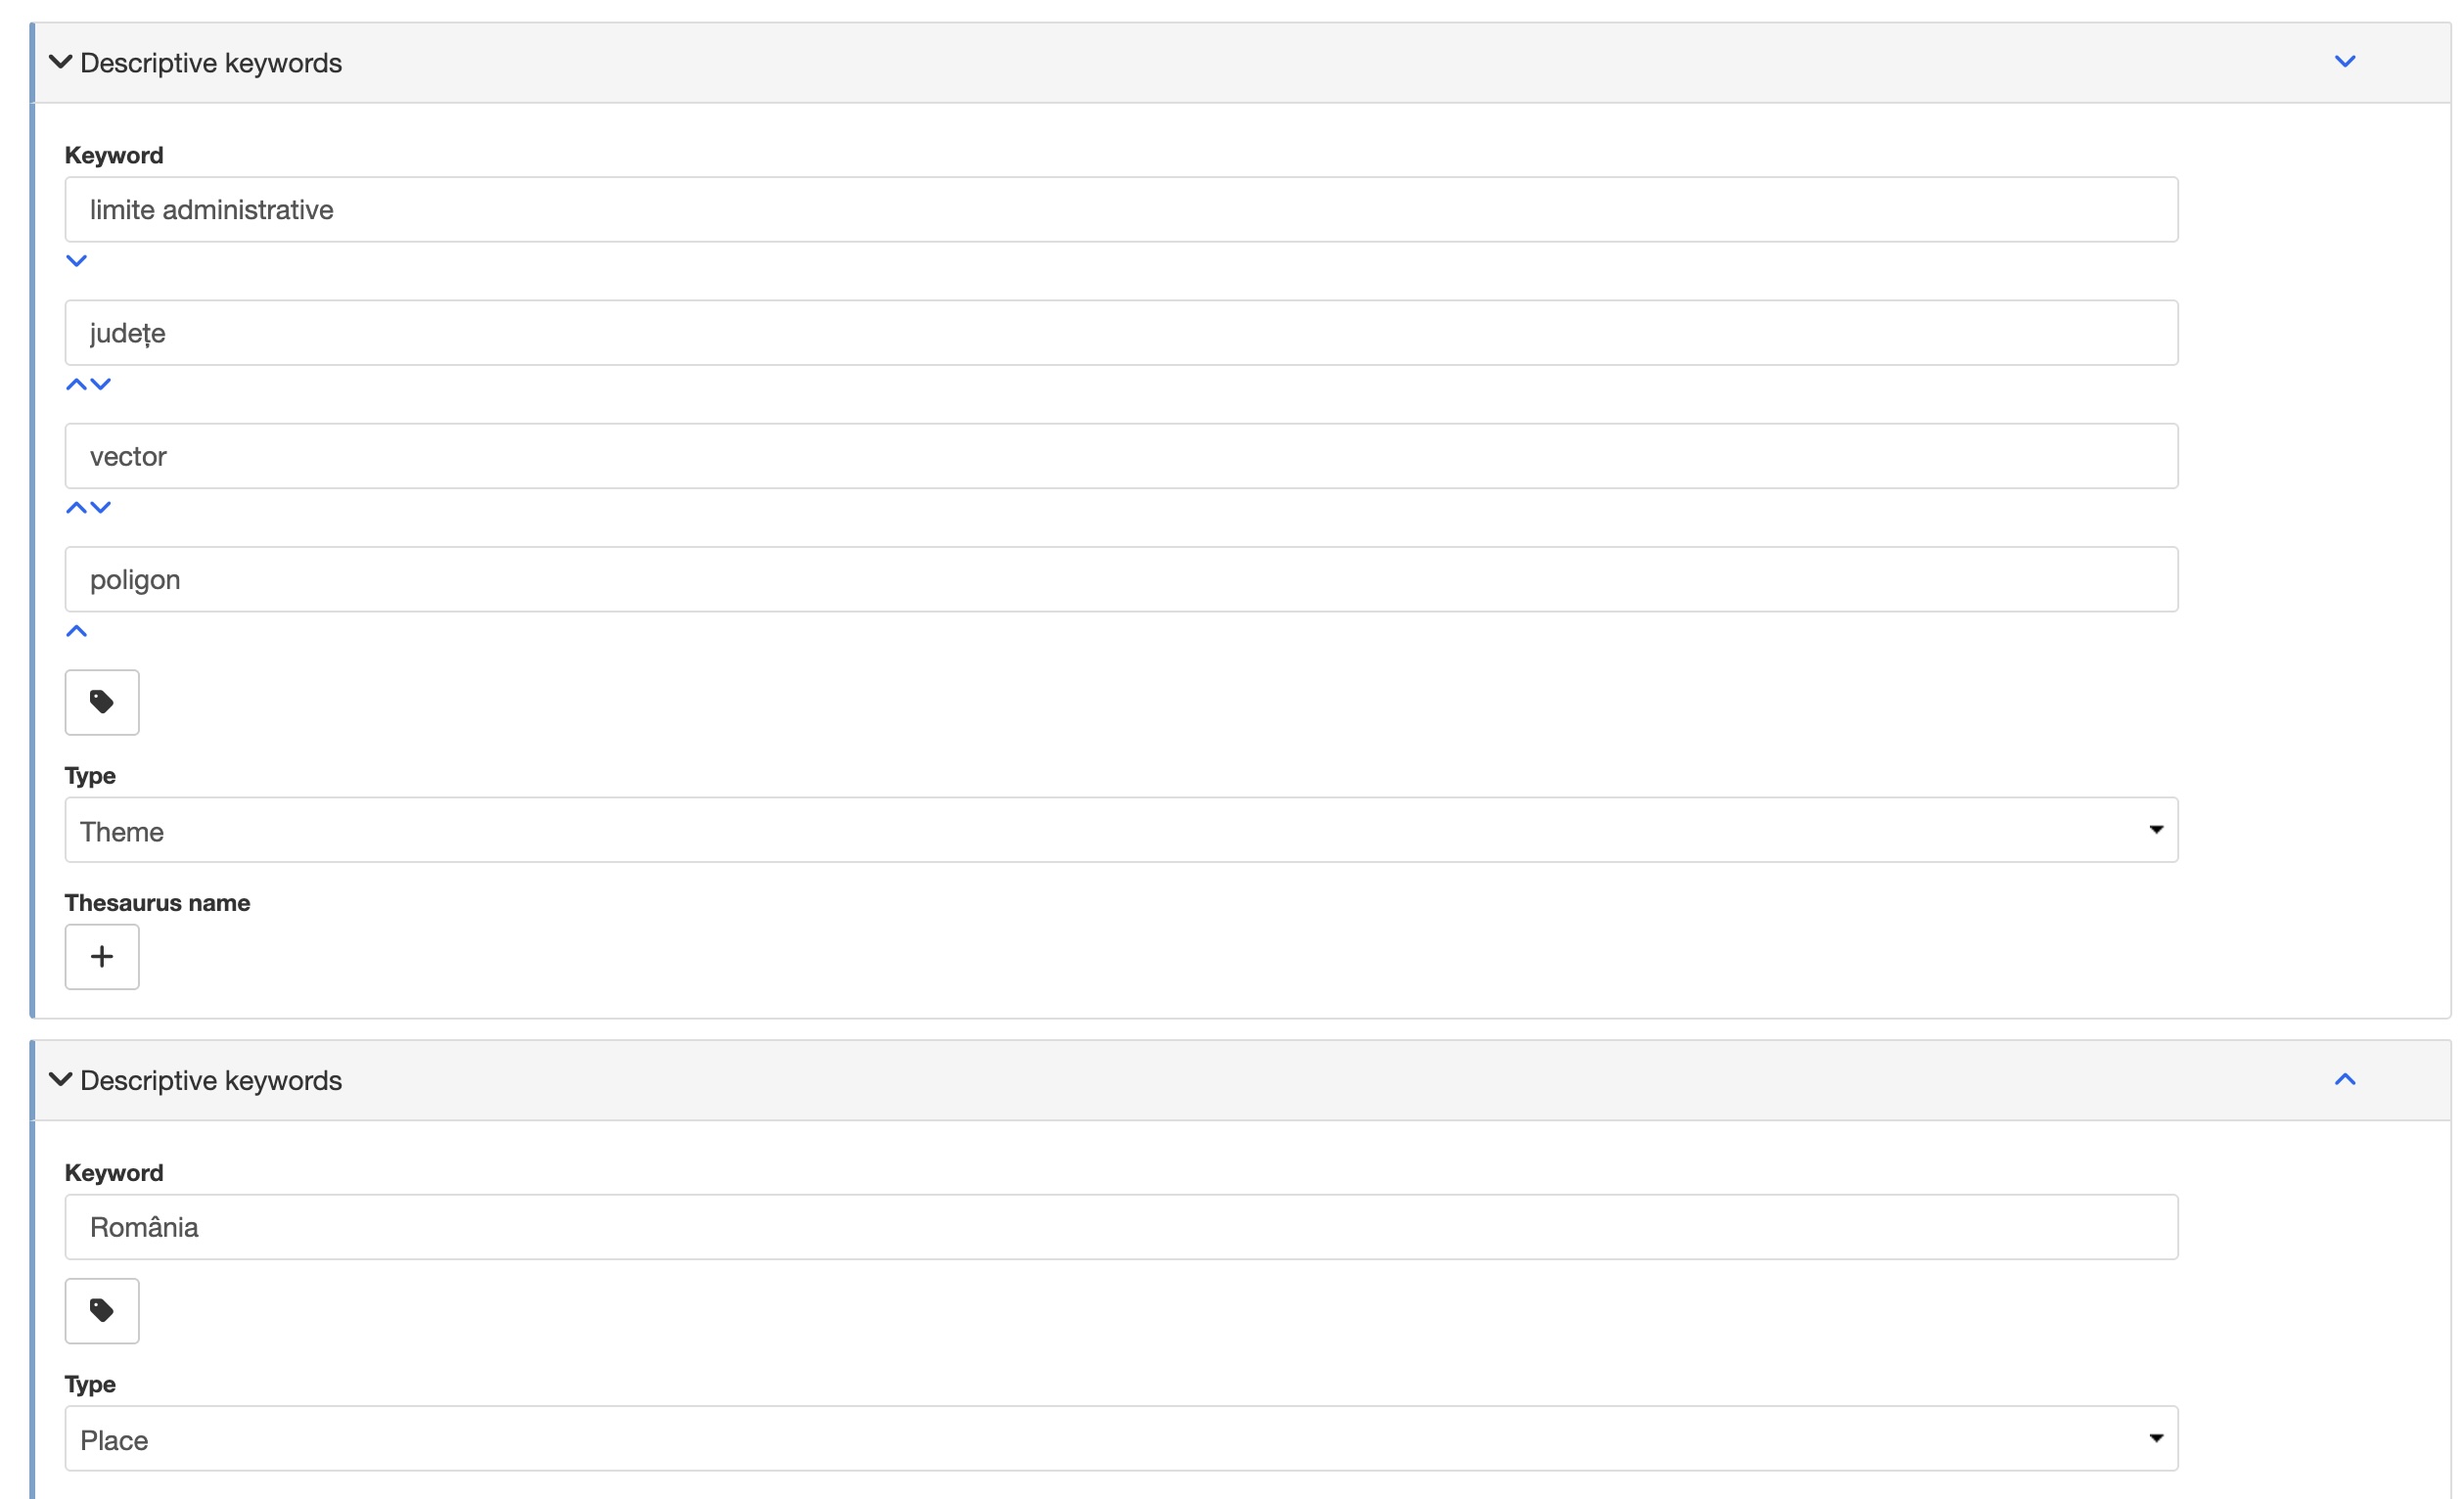 Descriptive keywords
Keyword
limite administrative
județe
vector
poligon
Type
Theme
Thesaurus name
Descriptive keywords
Keyword
România
Type
Place